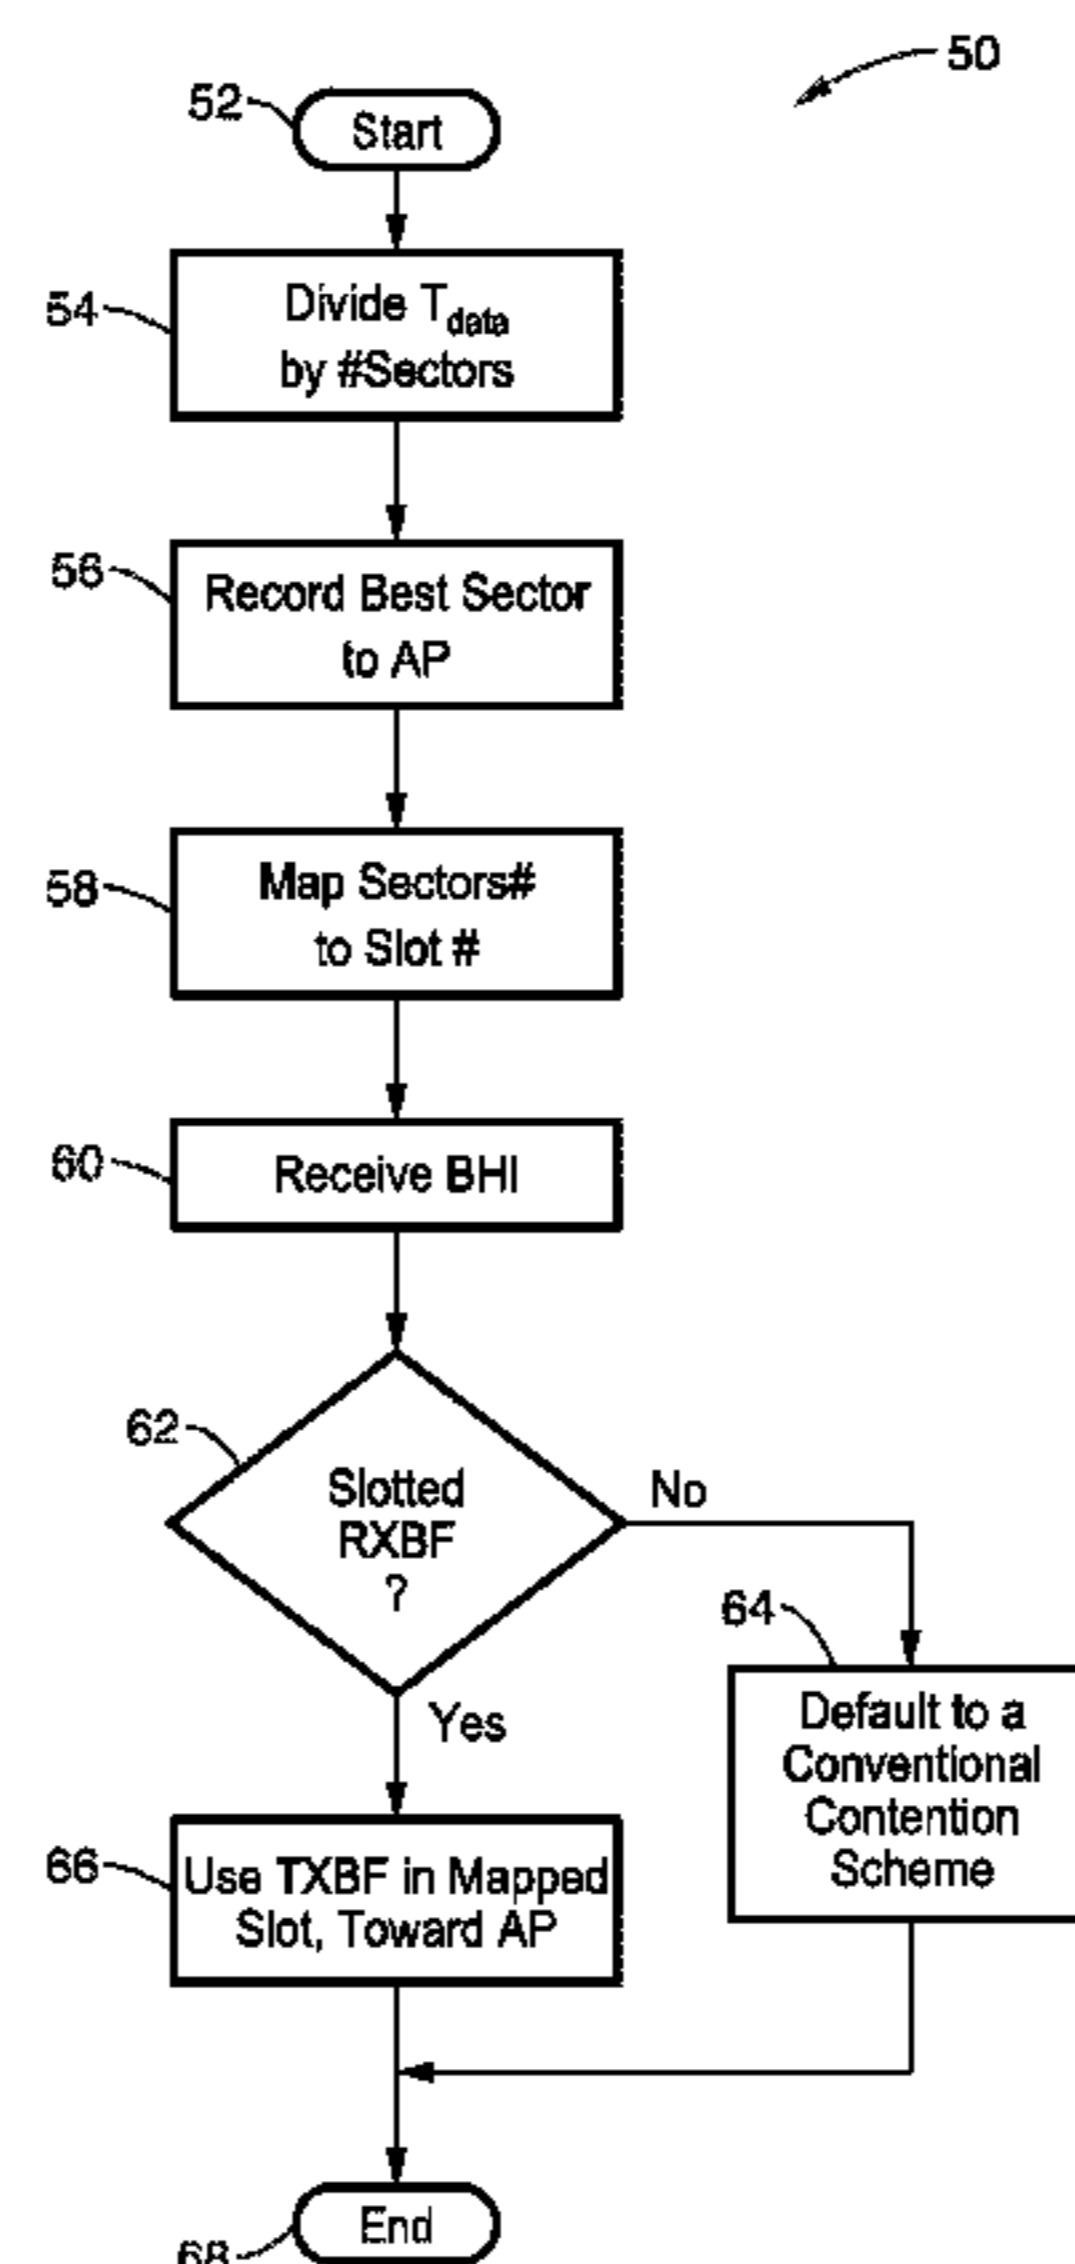 50
52
Start
54
Divide Tdata
by #Sectors
56
Record Best Sector
to AP
58
Map Sectors#
to Slot #
60
Receive BHI
62
Slotted
RXBF
?
No
64
Default to a
Conventional
Contention
Scheme
Yes
66
Use TXBF in Mapped
Slot, Toward AP
End
68